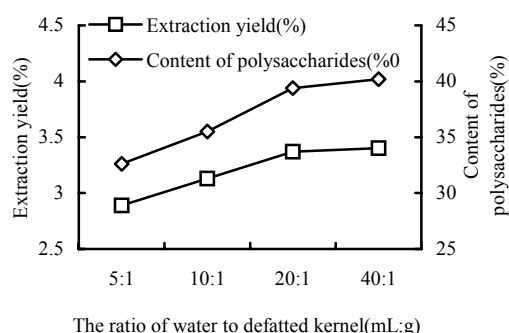 4.5
4
3.5
3
2.5
45
40
35
30
25
Extraction yield(%)
Content of polysaccharides(%0
Extraction yield(%)
Content of
polysaccharides(%)
5:1 10:1 20:1 40:1
The ratio of water to defatted kernel(mL:g)